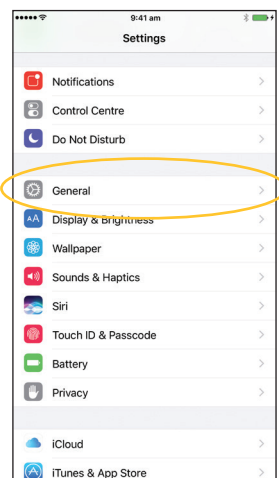 9:41 am
Settings
Notifications
Control Centre
Do Not Disturb
General
AA Display & Brightness
Wallpaper
Sounds & Haptics
Siri
Touch ID & Passcode
Battery
Privacy
iCloud
iTunes & App Store